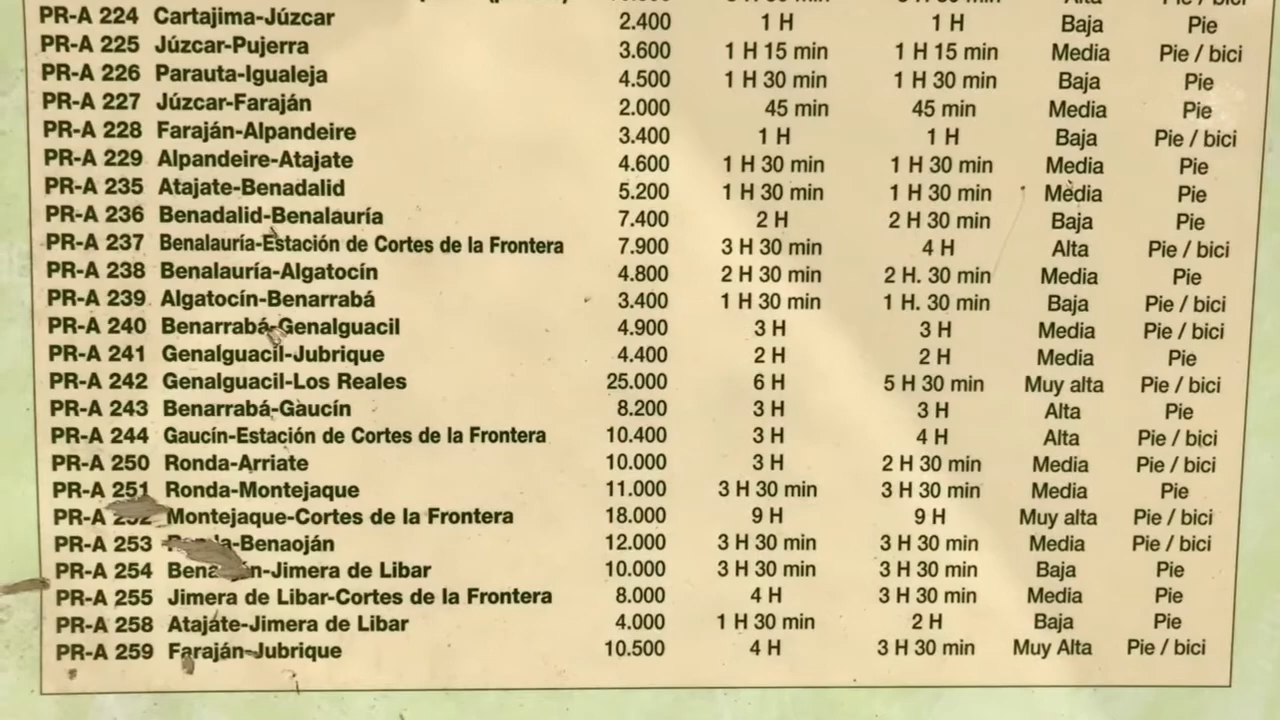 Alta Pie / bici
PR-A 224 Cartajima-Júzcar 2.400 1 H 1 H Baja Pie
PR-A 225 Júzcar-Pujerra 3.600 1 H 15 min 1 H 15 min Media Pie / bici
PR-A 226 Parauta-Igualeja 4.500 1 H 30 min 1 H 30 min Baja Pie
PR-A 227 Júzcar-Faraján 2.000 45 min 45 min Media Pie
PR-A 228 Faraján-Alpandeire 3.400 1 H 1 H Baja Pie / bici
PR-A 229 Alpandeire-Atajate 4.600 1 H 30 min 1 H 30 min Media Pie
PR-A 235 Atajate-Benadalid 5.200 1 H 30 min 1 H 30 min Media Pie
PR-A 236 Benadalid-Benalauría 7.400 2 H 2 H 30 min Baja Pie
PR-A 237 Benalauría-Estación de Cortes de la Frontera 7.900 3 H 30 min 4 H Alta Pie / bici
PR-A 238 Benalauría-Algatocín 4.800 2 H 30 min 2 H. 30 min Media Pie
PR-A 239 Algatocín-Benarrabá 3.400 1 H 30 min 1 H. 30 min Baja Pie / bici
PR-A 240 Benarrabá-Genalguacil 4.900 3 H 3 H Media Pie / bici
PR-A 241 Genalguacil-Jubrique 4.400 2 H 2 H Media Pie
PR-A 242 Genalguacil-Los Reales 25.000 6 H 5 H 30 min Muy alta Pie / bici
PR-A 243 Benarrabá-Gaucín 8.200 3 H 3 H Alta Pie
PR-A 244 Gaucín-Estación de Cortes de la Frontera 10.400 3 H 4 H Alta Pie / bici
PR-A 250 Ronda-Arriate 10.000 3 H 2 H 30 min Media Pie / bici
PR-A 251 Ronda-Montejaque 11.000 3 H 30 min 3 H 30 min Media Pie
PR-A 252 Montejaque-Cortes de la Frontera 18.000 9 H 9 H Muy alta Pie / bici
PR-A 253 Ronda-Benaoján 12.000 3 H 30 min 3 H 30 min Media Pie / bici
PR-A 254 Benaoján-Jimera de Libar 10.000 3 H 30 min 3 H 30 min Baja Pie
PR-A 255 Jimera de Libar-Cortes de la Frontera 8.000 4 H 3 H 30 min Media Pie
PR-A 258 Atajate-Jimera de Libar 4.000 1 H 30 min 2 H Baja Pie
PR-A 259 Faraján-Jubrique 10.500 4 H 3 H 30 min Muy Alta Pie / bici